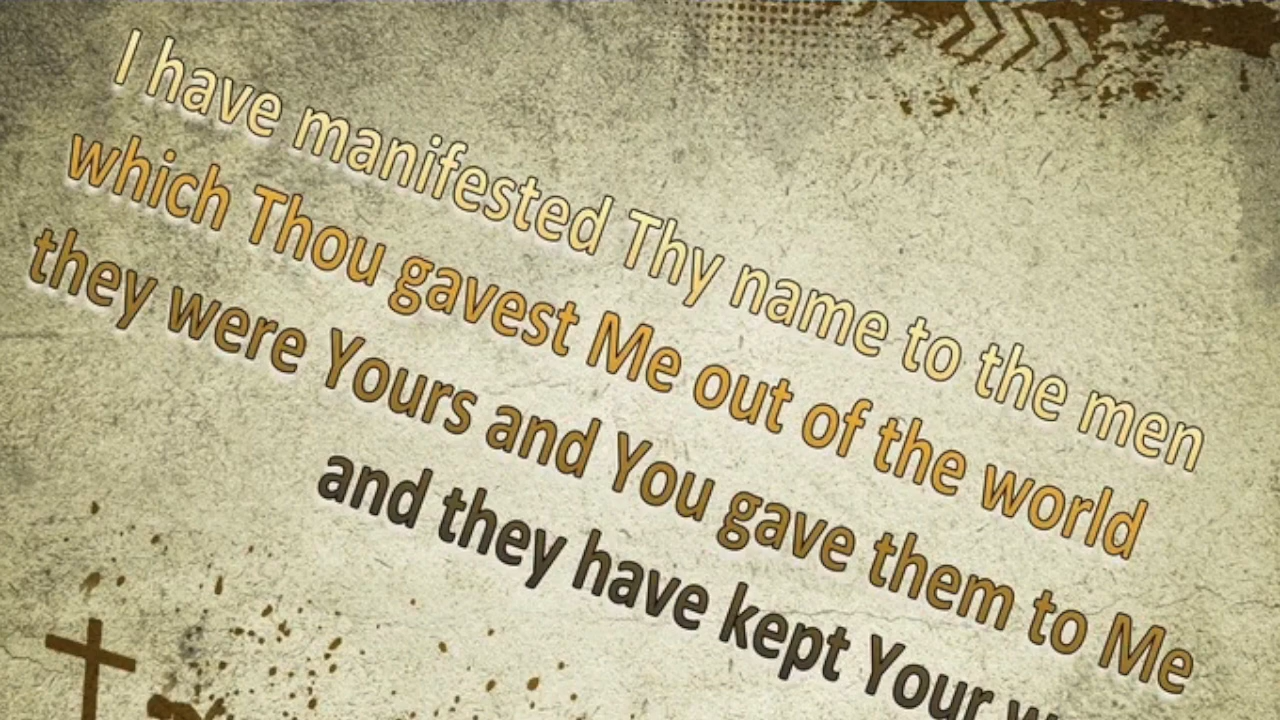 I have manifested Thy name to the men
which Thou gavest Me out of the world
they were Yours and You gave them to Me
and they have kept Your